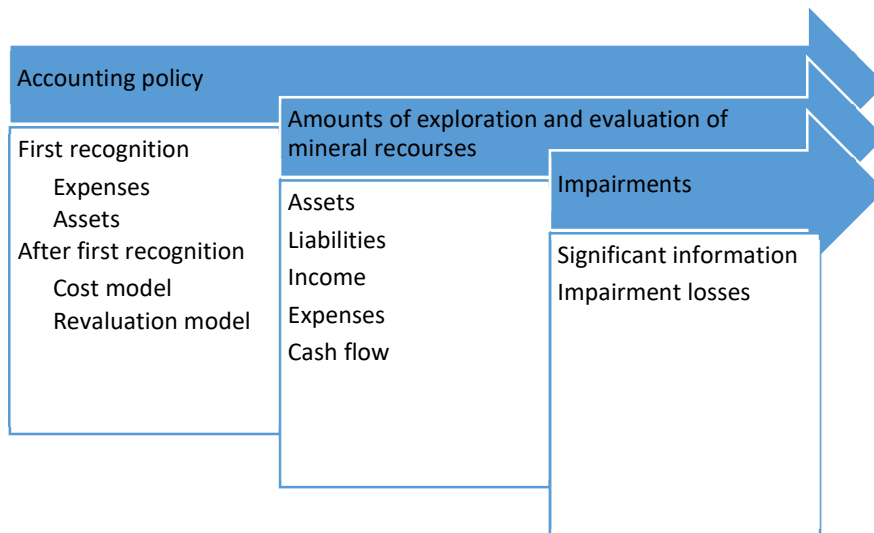 Accounting policy
First recognition
Expenses
Assets
After first recognition
Cost model
Revaluation model
Amounts of exploration and evaluation of
mineral recourses
Assets
Liabilities
Income
Expenses
Cash flow
Impairments
Significant information
Impairment losses